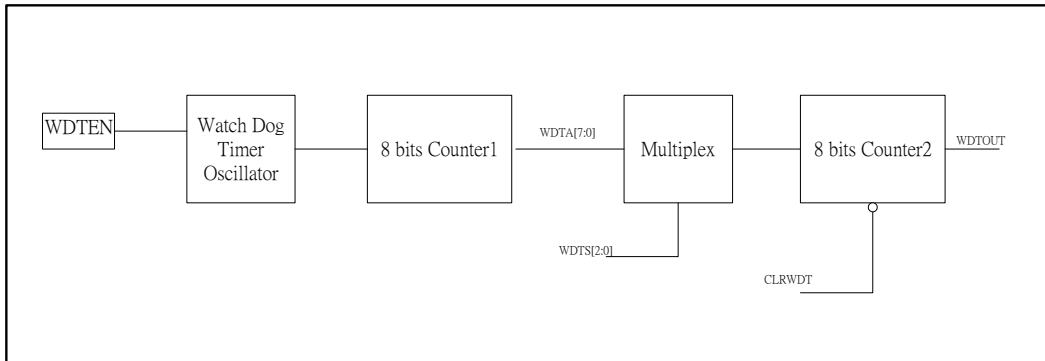 WDTEN
Watch Dog
Timer
Oscillator
8 bits Counter1
WDTA[7:0]
Multiplex
8 bits Counter2
WDTOUT
WDTS[2:0]
CLRWDT